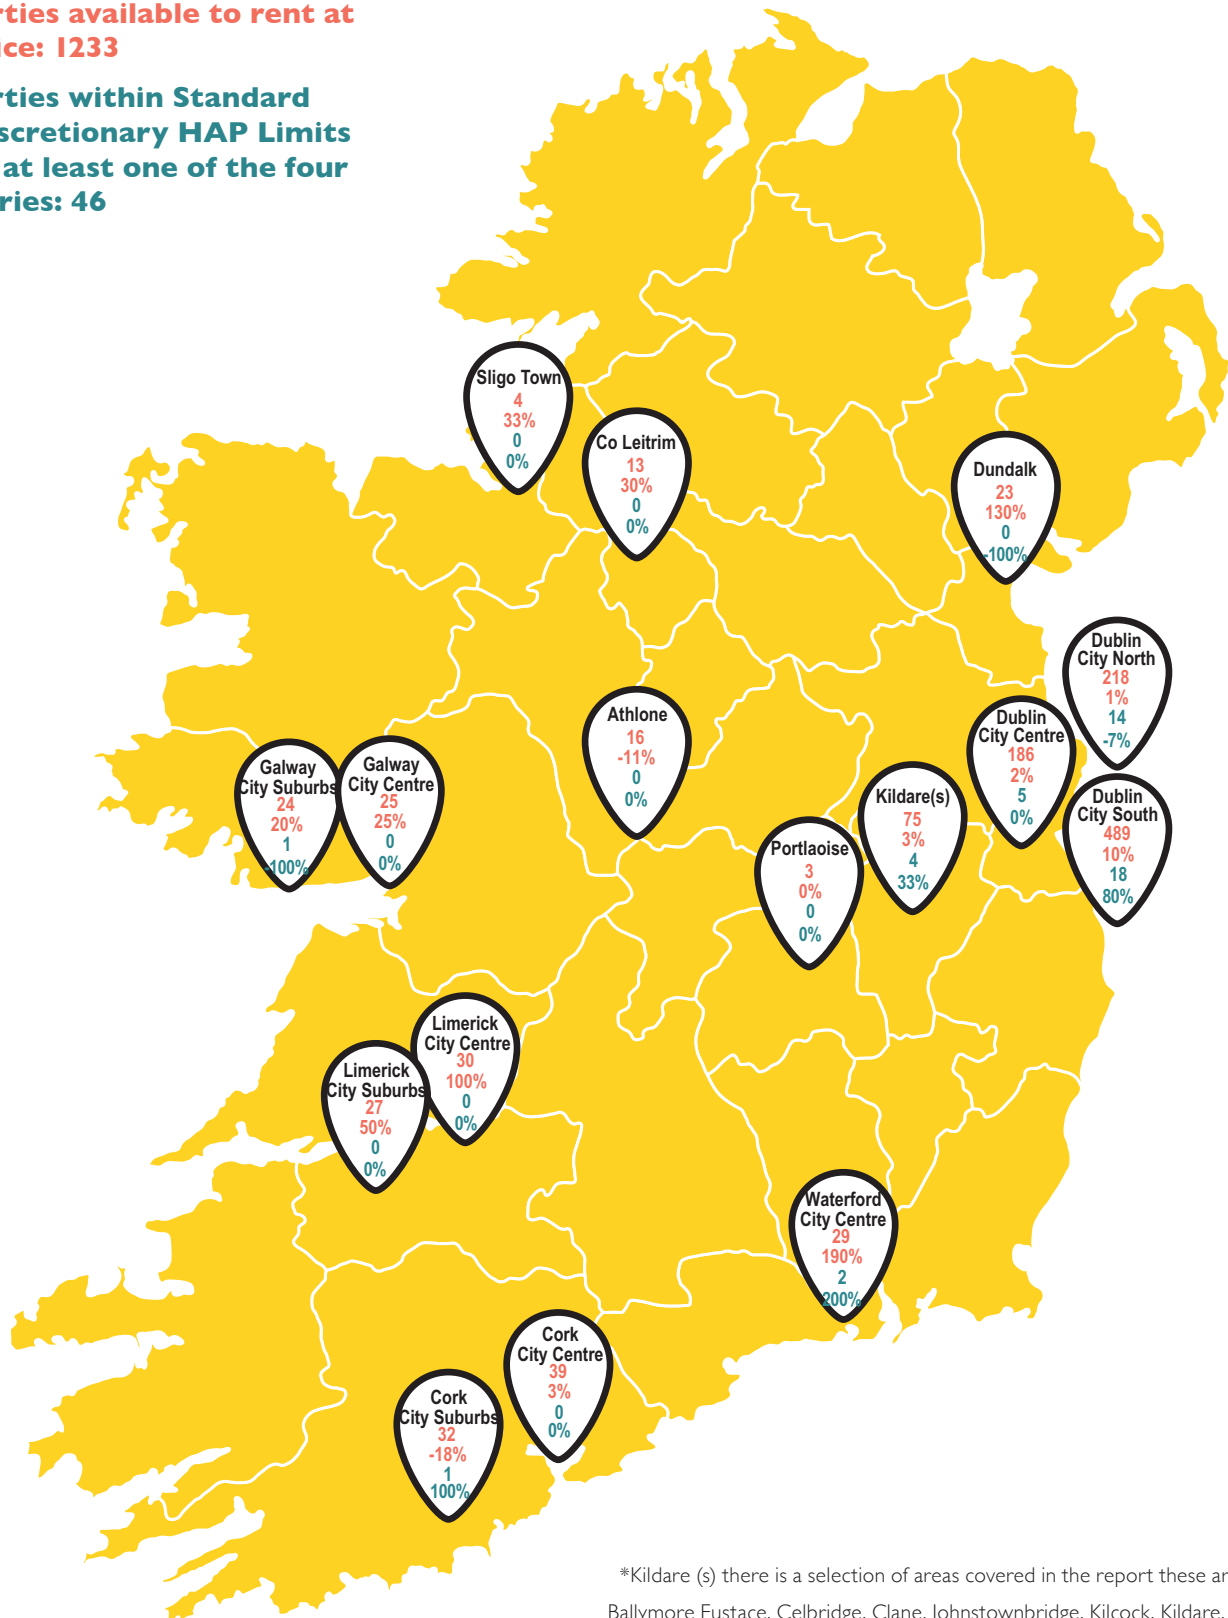 rties available to rent at
ice: 1233
rties within Standard
scretionary HAP Limits
at least one of the four
ries: 46
Sligo Town
4
33%
0
0%
Co Leitrim
13
30%
0
0%
Dundalk
23
130%
0
-100%
Dublin
City North
218
1%
14
-7%
Dublin
City Centre
186
2%
5
0%
Dublin
City South
489
10%
18
80%
Athlone
16
-11%
0
0%
Galway
City Suburbs
24
20%
1
-100%
Galway
City Centre
25
25%
0
0%
Kildare(s)
75
3%
4
33%
Portlaoise
3
0%
0
0%
Limerick
City Centre
30
100%
0
0%
Limerick
City Suburbs
27
50%
0
0%
Waterford
City Centre
29
190%
2
200%
Cork
City Centre
39
3%
0
0%
Cork
City Suburbs
32
-18%
1
100%
*Kildare (s) there is a selection of areas covered in the report these ar
Ballymore Eustace, Celbridge, Clane, Johnstownbridge, Kilcock, Kildare,